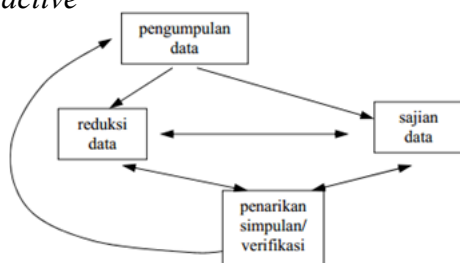 active
pengumpulan
data
reduksi
data
sajian
data
penarikan
simpulan/
verifikasi